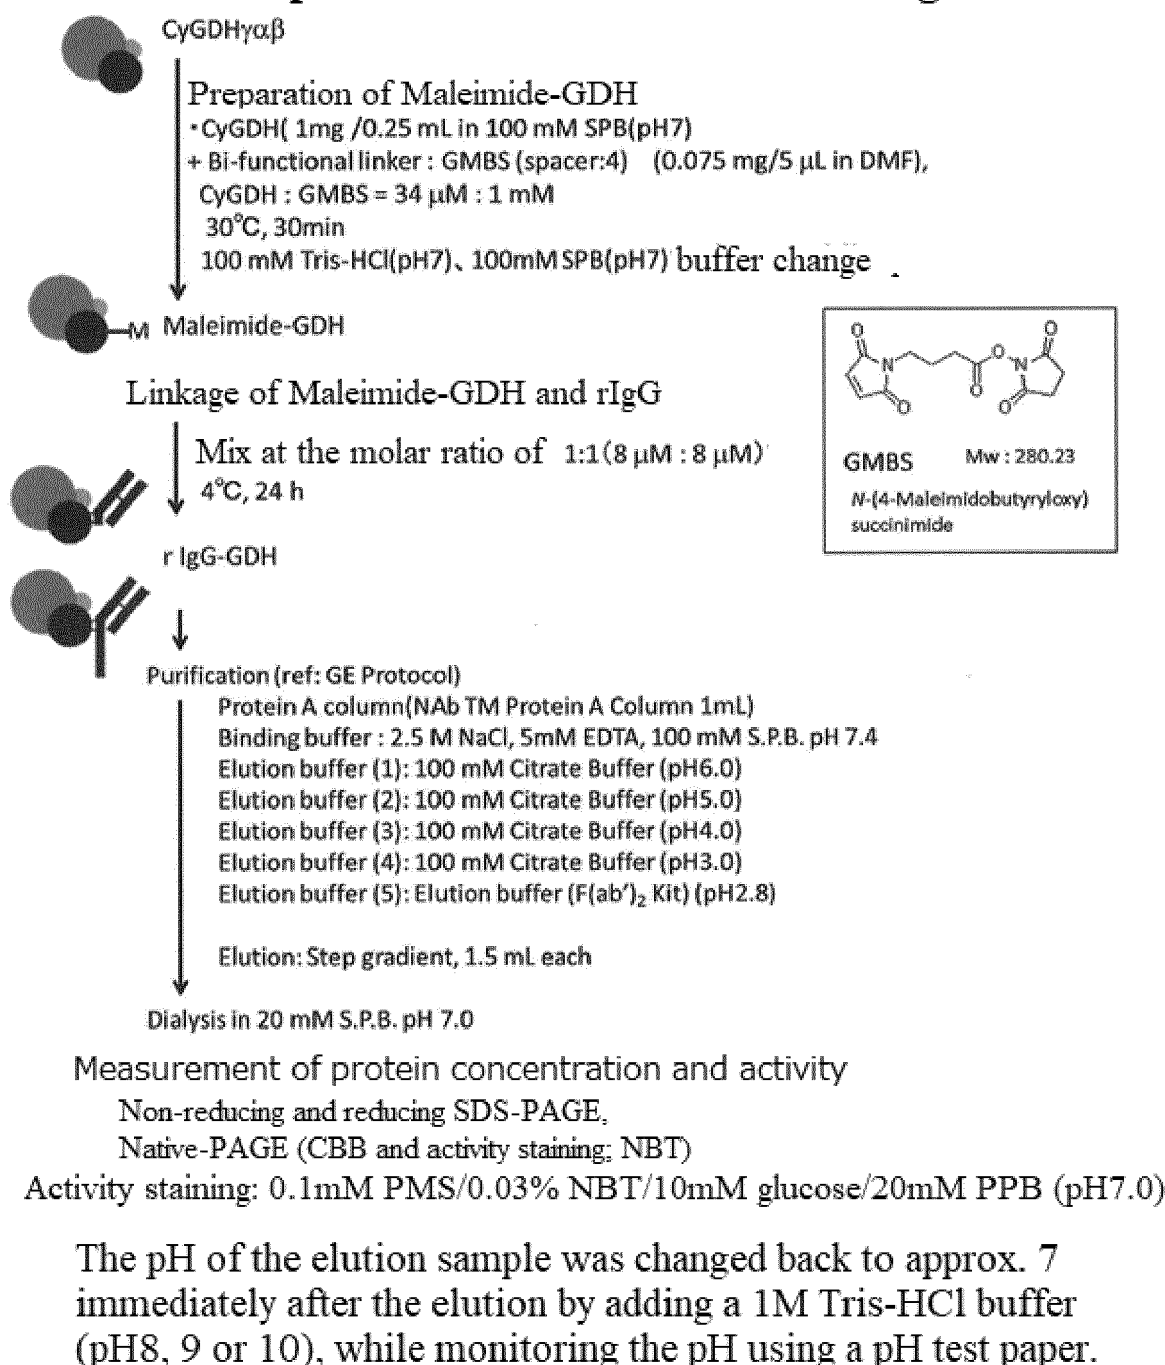 CyGDHγαβ
Preparation of Maleimide-GDH
・CyGDH( 1mg /0.25 mL in 100 mM SPB(pH7)
+ Bi-functional linker : GMBS (spacer:4) (0.075 mg/5 μL in DMF),
CyGDH : GMBS = 34 μM : 1 mM
30℃, 30min
100 mM Tris-HCl(pH7)、100mM SPB(pH7) buffer change .
M Maleimide-GDH
Linkage of Maleimide-GDH and rIgG
Mix at the molar ratio of 1:1(8 μM : 8 μM)
4℃, 24 h
r IgG-GDH
O
N
O
O
O
O
N
O
GMBS Mw : 280.23
N-(4-Maleimidobutyryloxy)
succinimide
Purification (ref: GE Protocol)
Protein A column(NAb TM Protein A Column 1mL)
Binding buffer : 2.5 M NaCl, 5mM EDTA, 100 mM S.P.B. pH 7.4
Elution buffer (1): 100 mM Citrate Buffer (pH6.0)
Elution buffer (2): 100 mM Citrate Buffer (pH5.0)
Elution buffer (3): 100 mM Citrate Buffer (pH4.0)
Elution buffer (4): 100 mM Citrate Buffer (pH3.0)
Elution buffer (5): Elution buffer (F(ab')₂ Kit) (pH2.8)
Elution: Step gradient, 1.5 mL each
Dialysis in 20 mM S.P.B. pH 7.0
Measurement of protein concentration and activity
Non-reducing and reducing SDS-PAGE,
Native-PAGE (CBB and activity staining; NBT)
Activity staining: 0.1mM PMS/0.03% NBT/10mM glucose/20mM PPB (pH7.0)
The pH of the elution sample was changed back to approx. 7
immediately after the elution by adding a 1M Tris-HCl buffer
(pH8, 9 or 10), while monitoring the pH using a pH test paper.